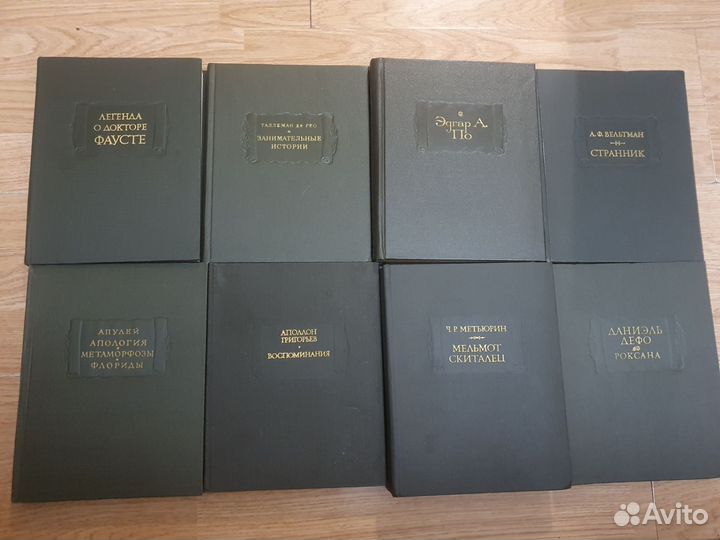 ЛЕГЕНДА
О ДОКТОРЕ
ФАУСТЕ
ТАЛЛЕМАН ДЕ РЕО
ЗАНИМАТЕЛЬНЫЕ
ИСТОРИИ
Эдгар А.
По
А.Ф. ВЕЛЬТМАН
СТРАННИК
АПУЛЕЙ
АПОЛОГИЯ
МЕТАМОРФОЗЫ
ФЛОРИДЫ
АПОЛЛОН
ГРИГОРЬЕВ
ВОСПОМИНАНИЯ
Ч.Р. МЕТЬЮРИН
МЕЛЬМОТ
СКИТАЛЕЦ
ДАНИЭЛЬ
ДЕФО
РОКСАНА
Avito